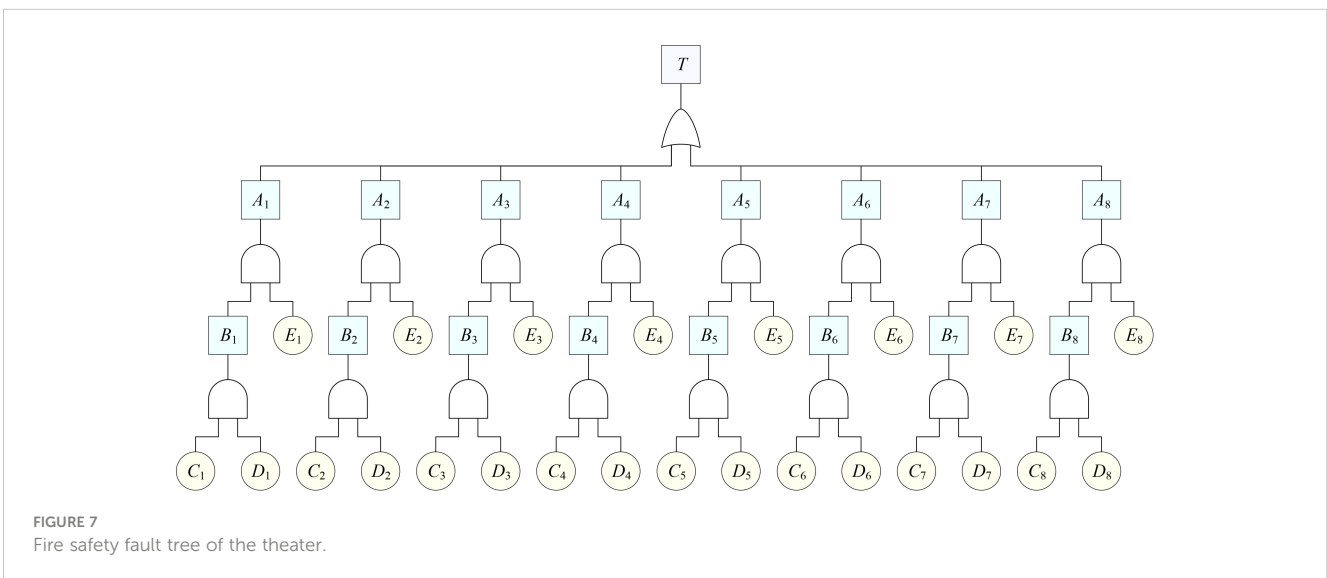 T
A₁ A₂ A₃ A₄ A₅ A₆ A₇ A₈
B₁ E₁ B₂ E₂ B₃ E₃ B₄ E₄ B₅ E₅ B₆ E₆ B₇ E₇ B₈ E₈
C₁ D₁ C₂ D₂ C₃ D₃ C₄ D₄ C₅ D₅ C₆ D₆ C₇ D₇ C₈ D₈
FIGURE 7
Fire safety fault tree of the theater.